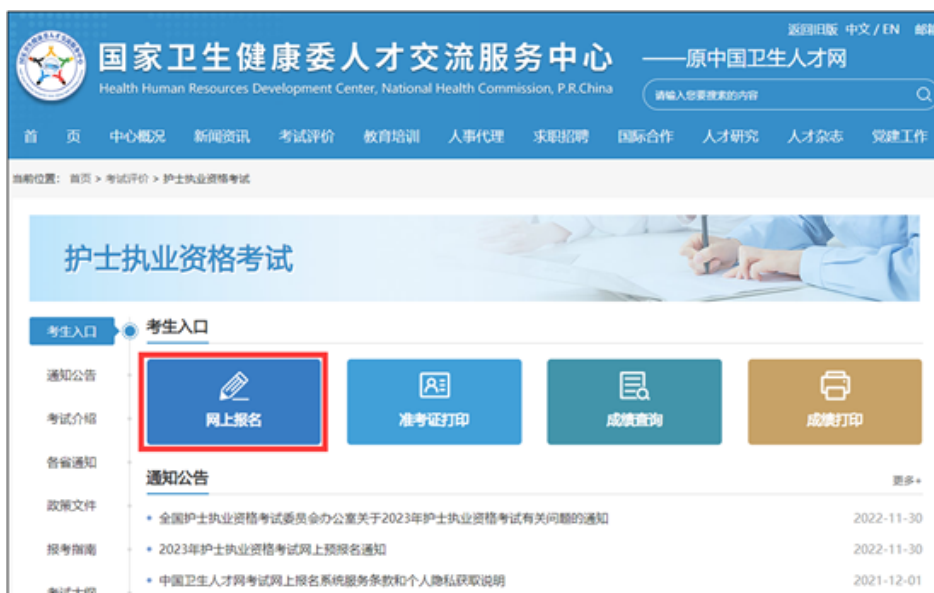 返回旧版 中文 / EN 邮箱
国家卫生健康委人才交流服务中心 ——原中国卫生人才网
Health Human Resources Development Center, National Health Commission, P.R.China
请输入您要搜索的内容
首 页 中心概况 新闻资讯 考试评价 教育培训 人事代理 求职招聘 国际合作 人才研究 人才杂志 党建工作
当前位置： 首页 > 考试评价 > 护士执业资格考试
护士执业资格考试
考生入口
考生入口
通知公告
考试介绍
各省通知
政策文件
报考指南
考试大纲
网上报名
准考证打印
成绩查询
成绩打印
通知公告 更多+
• 全国护士执业资格考试委员会办公室关于2023年护士执业资格考试有关问题的通知 2022-11-30
• 2023年护士执业资格考试网上预报名通知 2022-11-30
• 中国卫生人才网考试网上报名系统服务条款和个人隐私获取说明 2021-12-01